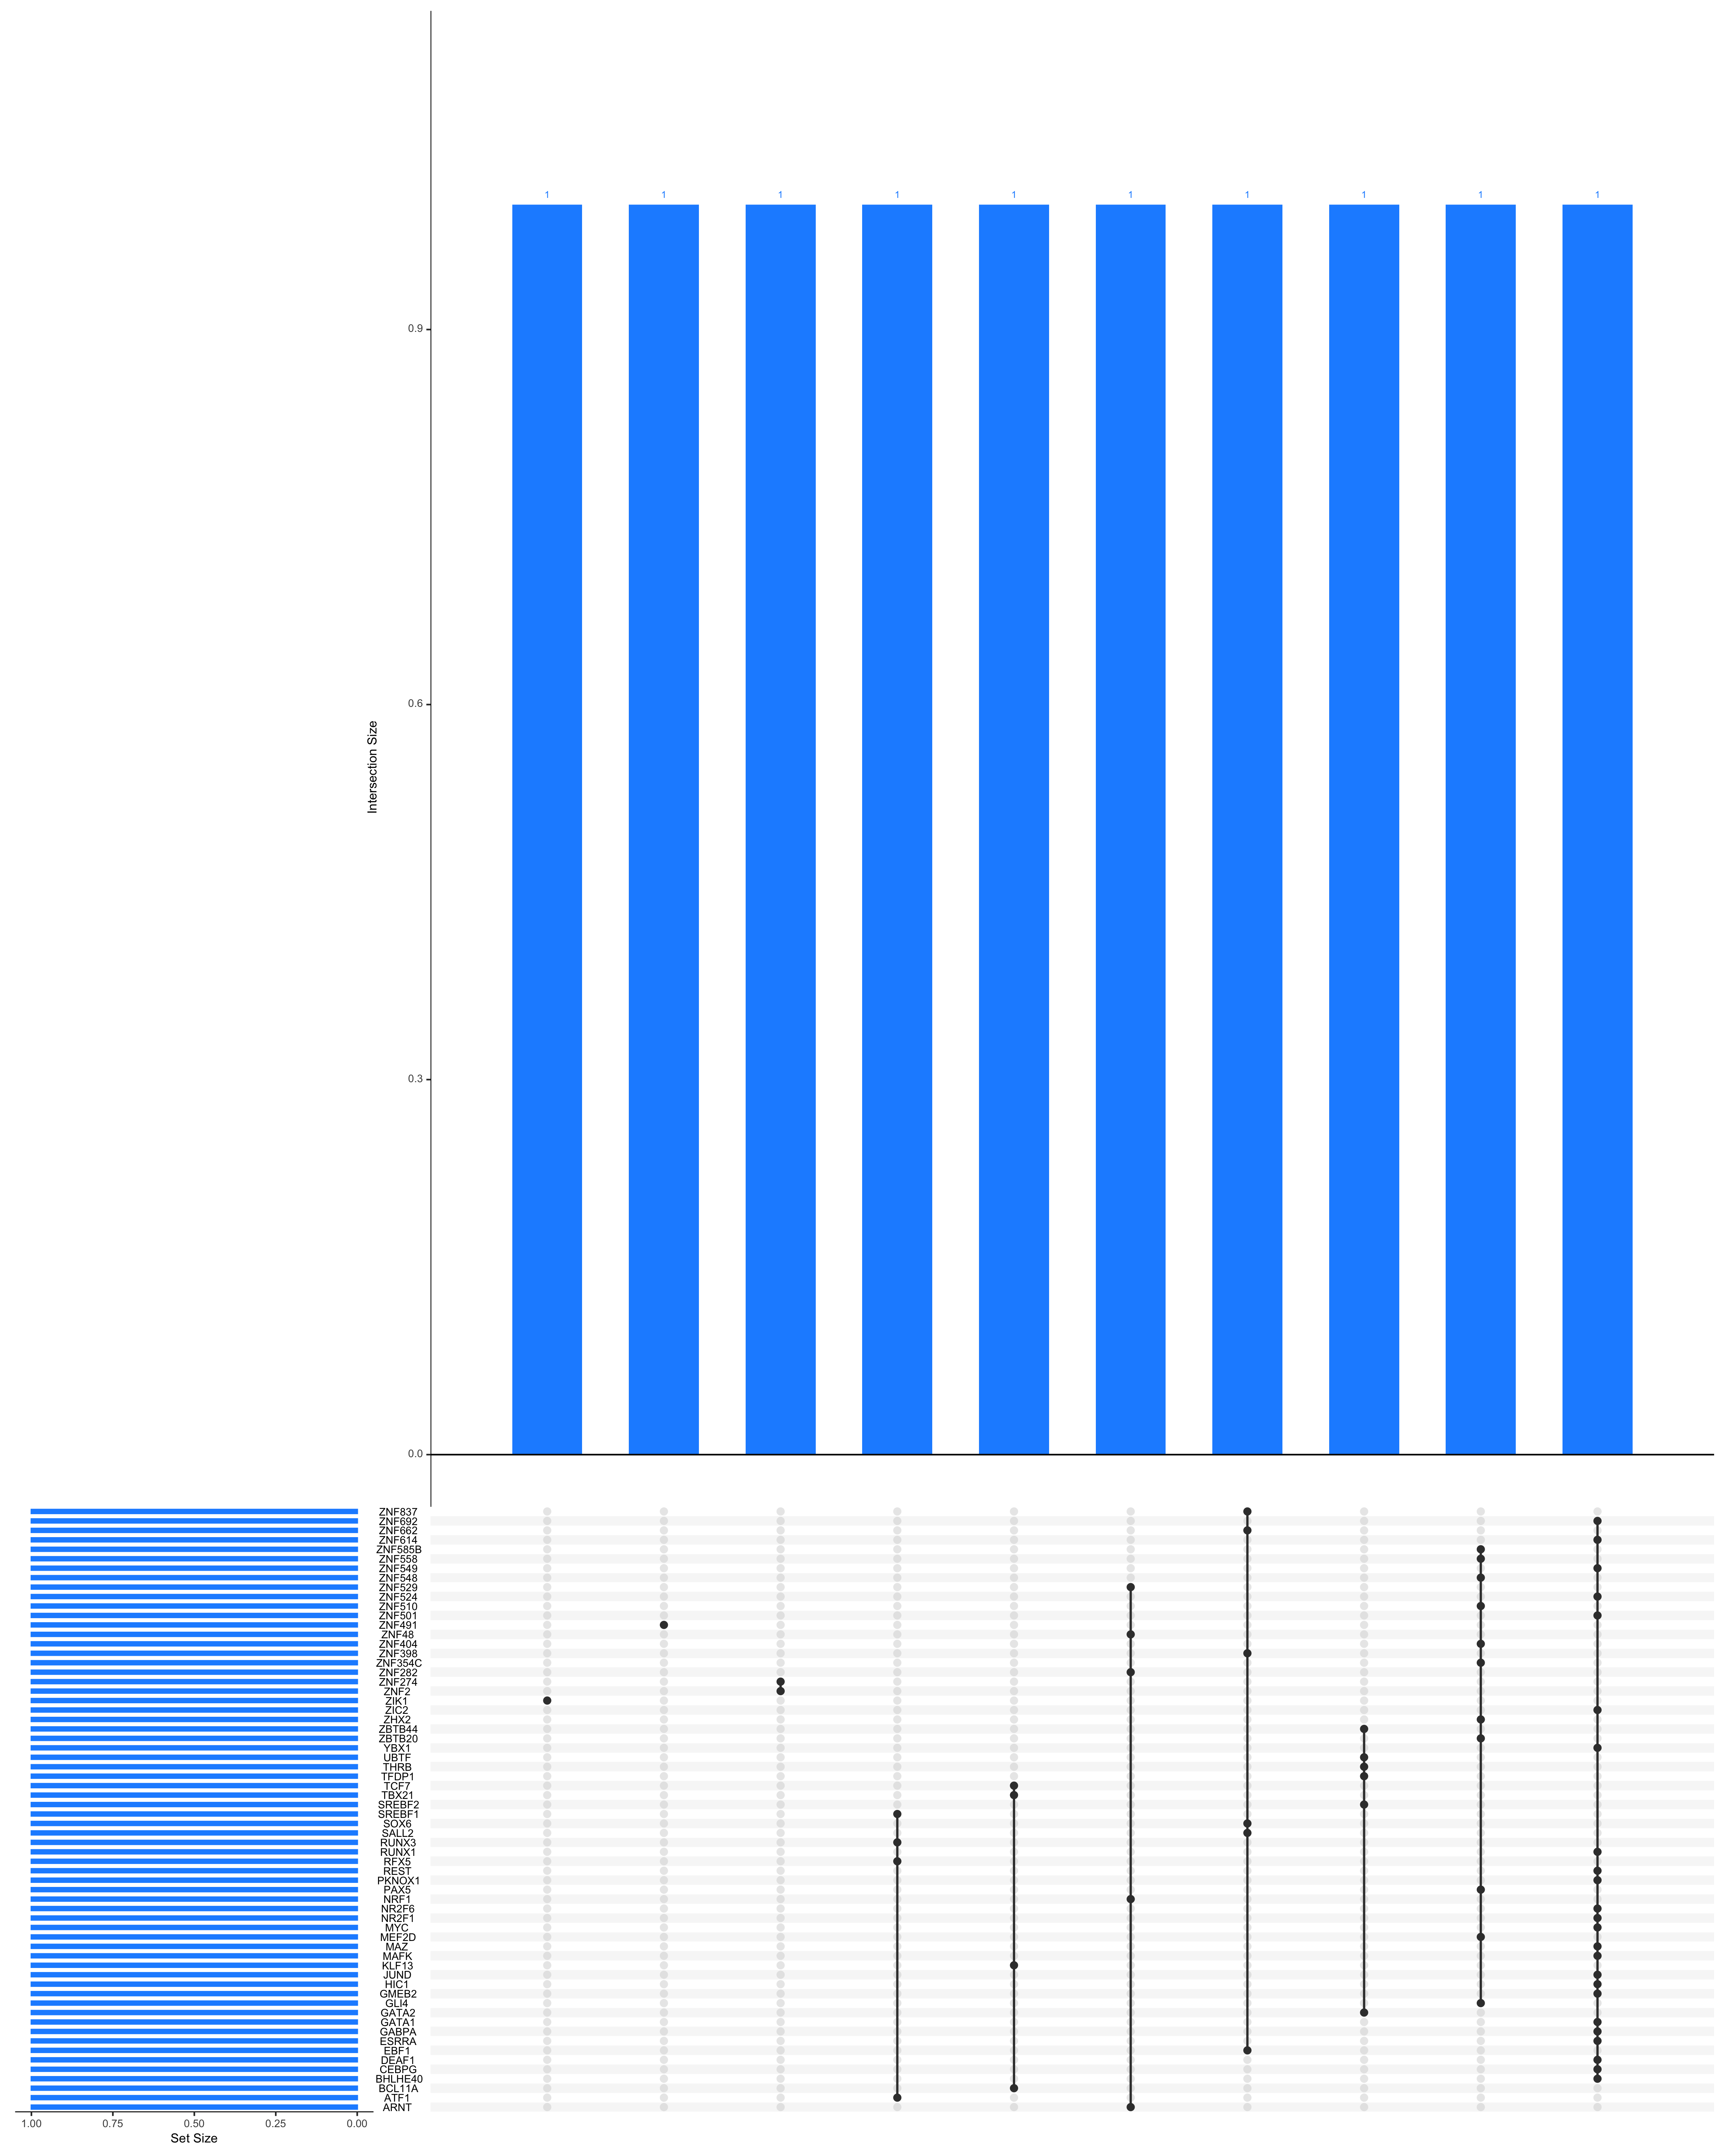 1 1 1 1 1 1 1 1 1 1
0.9
0.6
Intersection Size
0.3
0.0
ZNF837
ZNF692
ZNF662
ZNF614
ZNF585B
ZNF558
ZNF549
ZNF548
ZNF529
ZNF524
ZNF510
ZNF501
ZNF491
ZNF48
ZNF404
ZNF398
ZNF354C
ZNF282
ZNF274
ZNF2
ZIK1
ZIC2
ZHX2
ZBTB44
ZBTB20
YBX1
UBTF
THRB
TFDP1
TCF7
TBX21
SREBF2
SREBF1
SOX6
SALL2
RUNX3
RUNX1
RFX5
REST
PKNOX1
PAX5
NRF1
NR2F6
NR2F1
MYC
MEF2D
MAZ
MAFK
KLF13
JUND
HIC1
GMEB2
GLI4
GATA2
GATA1
GABPA
ESRRA
EBF1
DEAF1
CEBPG
BHLHE40
BCL11A
ATF1
ARNT
1.00 0.75 0.50 0.25 0.00
Set Size